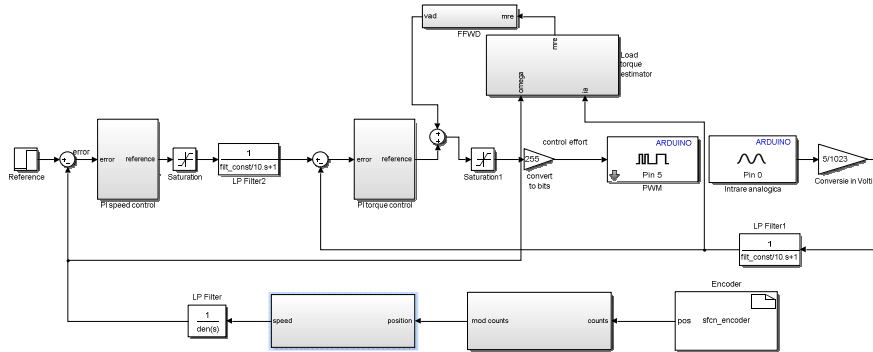 vad
mre
FFWD
mre
Load
torque
estimator
omega
ia
Reference
error
error
reference
PI speed control
Saturation
1
filt_const/10.s+1
LP Filter2
error
reference
PI torque control
Saturation1
255
convert
to bits
control effort
ARDUINO
Pin 5
PWM
ARDUINO
Pin 0
Intrare analogica
5/1023
Conversie in Volti
LP Filter1
1
filt_const/10.s+1
LP Filter
1
den(s)
speed
position
mod counts
counts
Encoder
pos
sfcn_encoder